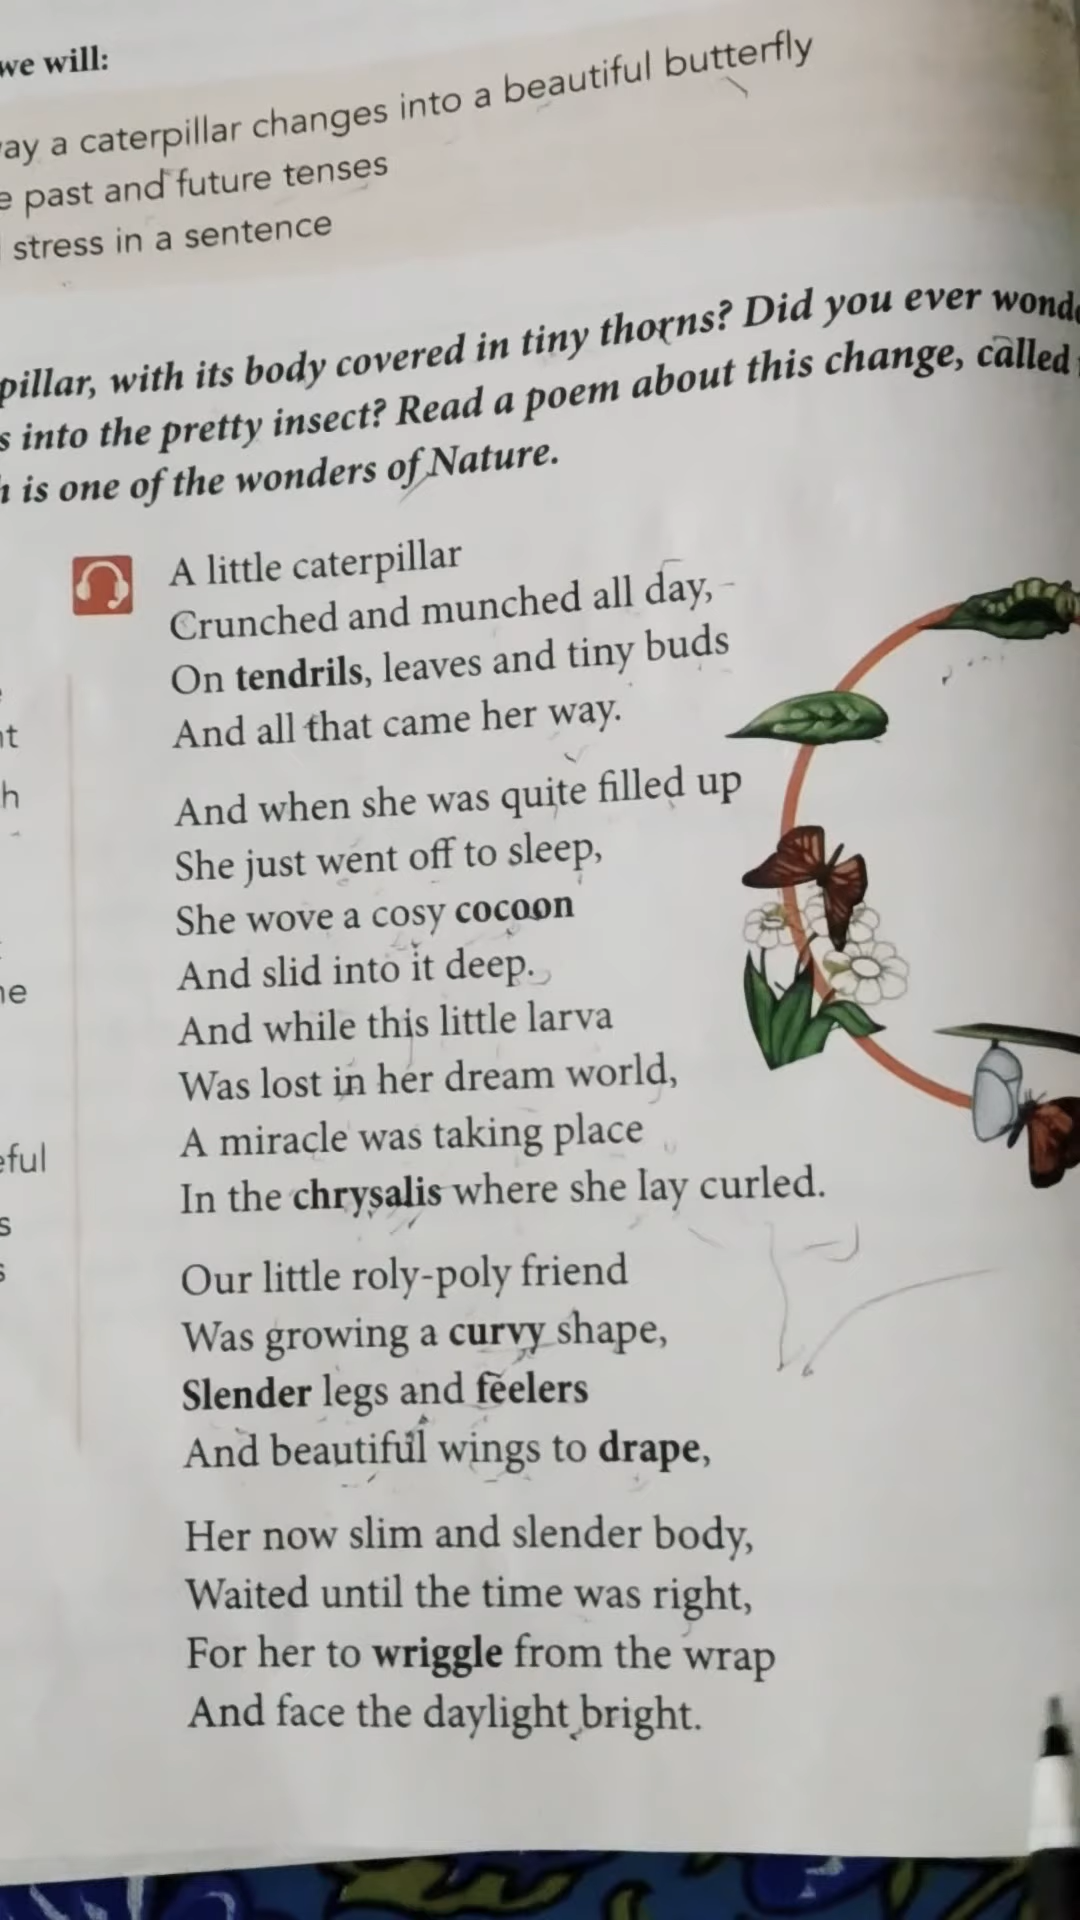 we will:
ay a caterpillar changes into a beautiful butterfly
e past and future tenses
stress in a sentence
pillar, with its body covered in tiny thorns? Did you ever wond
s into the pretty insect? Read a poem about this change, called
h is one of the wonders of Nature.
A little caterpillar
Crunched and munched all day,
On tendrils, leaves and tiny buds
And all that came her way.
And when she was quite filled up
She just went off to sleep,
She wove a cosy cocoon
And slid into it deep.
And while this little larva
Was lost in her dream world,
A miracle was taking place
In the chrysalis where she lay curled.
Our little roly-poly friend
Was growing a curvy shape,
Slender legs and feelers
And beautiful wings to drape,
Her now slim and slender body,
Waited until the time was right,
For her to wriggle from the wrap
And face the daylight bright.